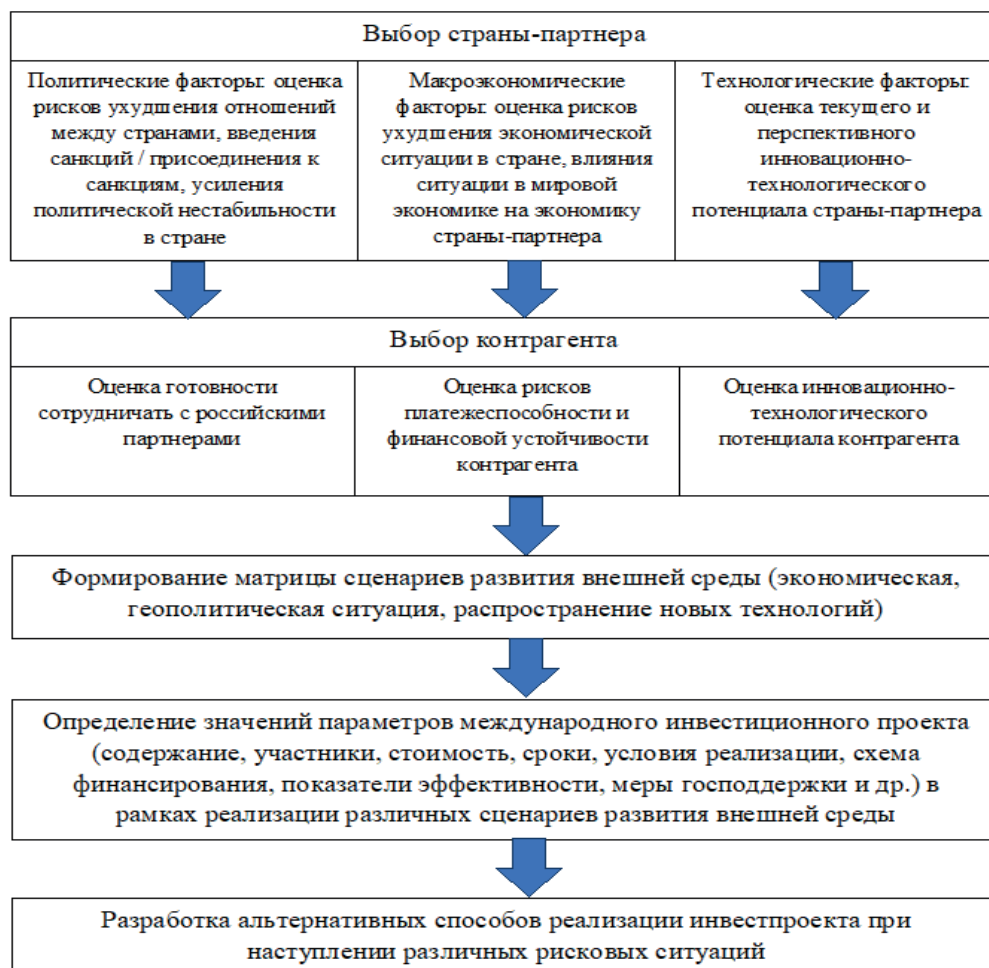 Выбор страны-партнера
Политические факторы: оценка
рисков ухудшения отношений
между странами, введения
санкций / присоединения к
санкциям, усиления
политической нестабильности
в стране
Макроэкономические
факторы: оценка рисков
ухудшения экономической
ситуации в стране, влияния
ситуации в мировой
экономике на экономику
страны-партнера
Технологические факторы:
оценка текущего и
перспективного
инновационно-
технологического
потенциала страны-партнера
Выбор контрагента
Оценка готовности
сотрудничать с российскими
партнерами
Оценка рисков
платежеспособности и
финансовой устойчивости
контрагента
Оценка инновационно-
технологического
потенциала контрагента
Формирование матрицы сценариев развития внешней среды (экономическая,
геополитическая ситуация, распространение новых технологий)
Определение значений параметров международного инвестиционного проекта
(содержание, участники, стоимость, сроки, условия реализации, схема
финансирования, показатели эффективности, меры господдержки и др.) в
рамках реализации различных сценариев развития внешней среды
Разработка альтернативных способов реализации инвестпроекта при
наступлении различных рисковых ситуаций